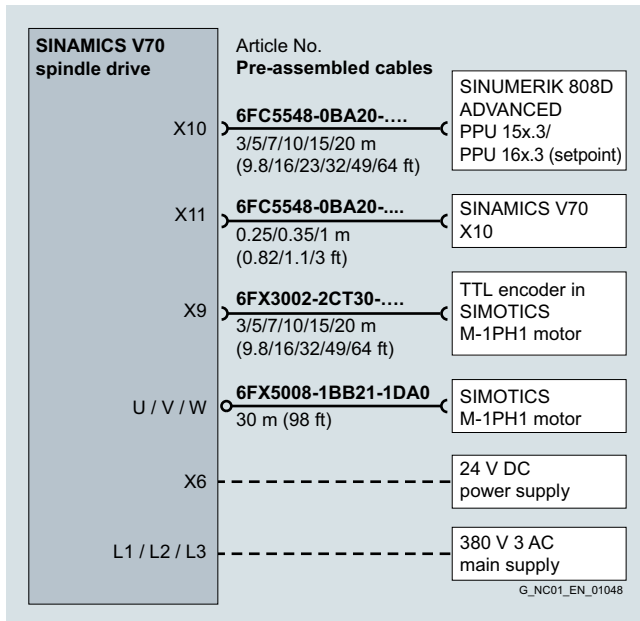 SINAMICS V70
spindle drive
Article No.
Pre-assembled cables
X10
6FC5548-0BA20-....
3/5/7/10/15/20 m
(9.8/16/23/32/49/64 ft)
SINUMERIK 808D
ADVANCED
PPU 15x.3/
PPU 16x.3 (setpoint)
X11
6FC5548-0BA20-....
0.25/0.35/1 m
(0.82/1.1/3 ft)
SINAMICS V70
X10
X9
6FX3002-2CT30-....
3/5/7/10/15/20 m
(9.8/16/32/49/64 ft)
TTL encoder in
SIMOTICS
M-1PH1 motor
U / V / W
6FX5008-1BB21-1DA0
30 m (98 ft)
SIMOTICS
M-1PH1 motor
X6
24 V DC
power supply
L1 / L2 / L3
380 V 3 AC
main supply
G_NC01_EN_01048